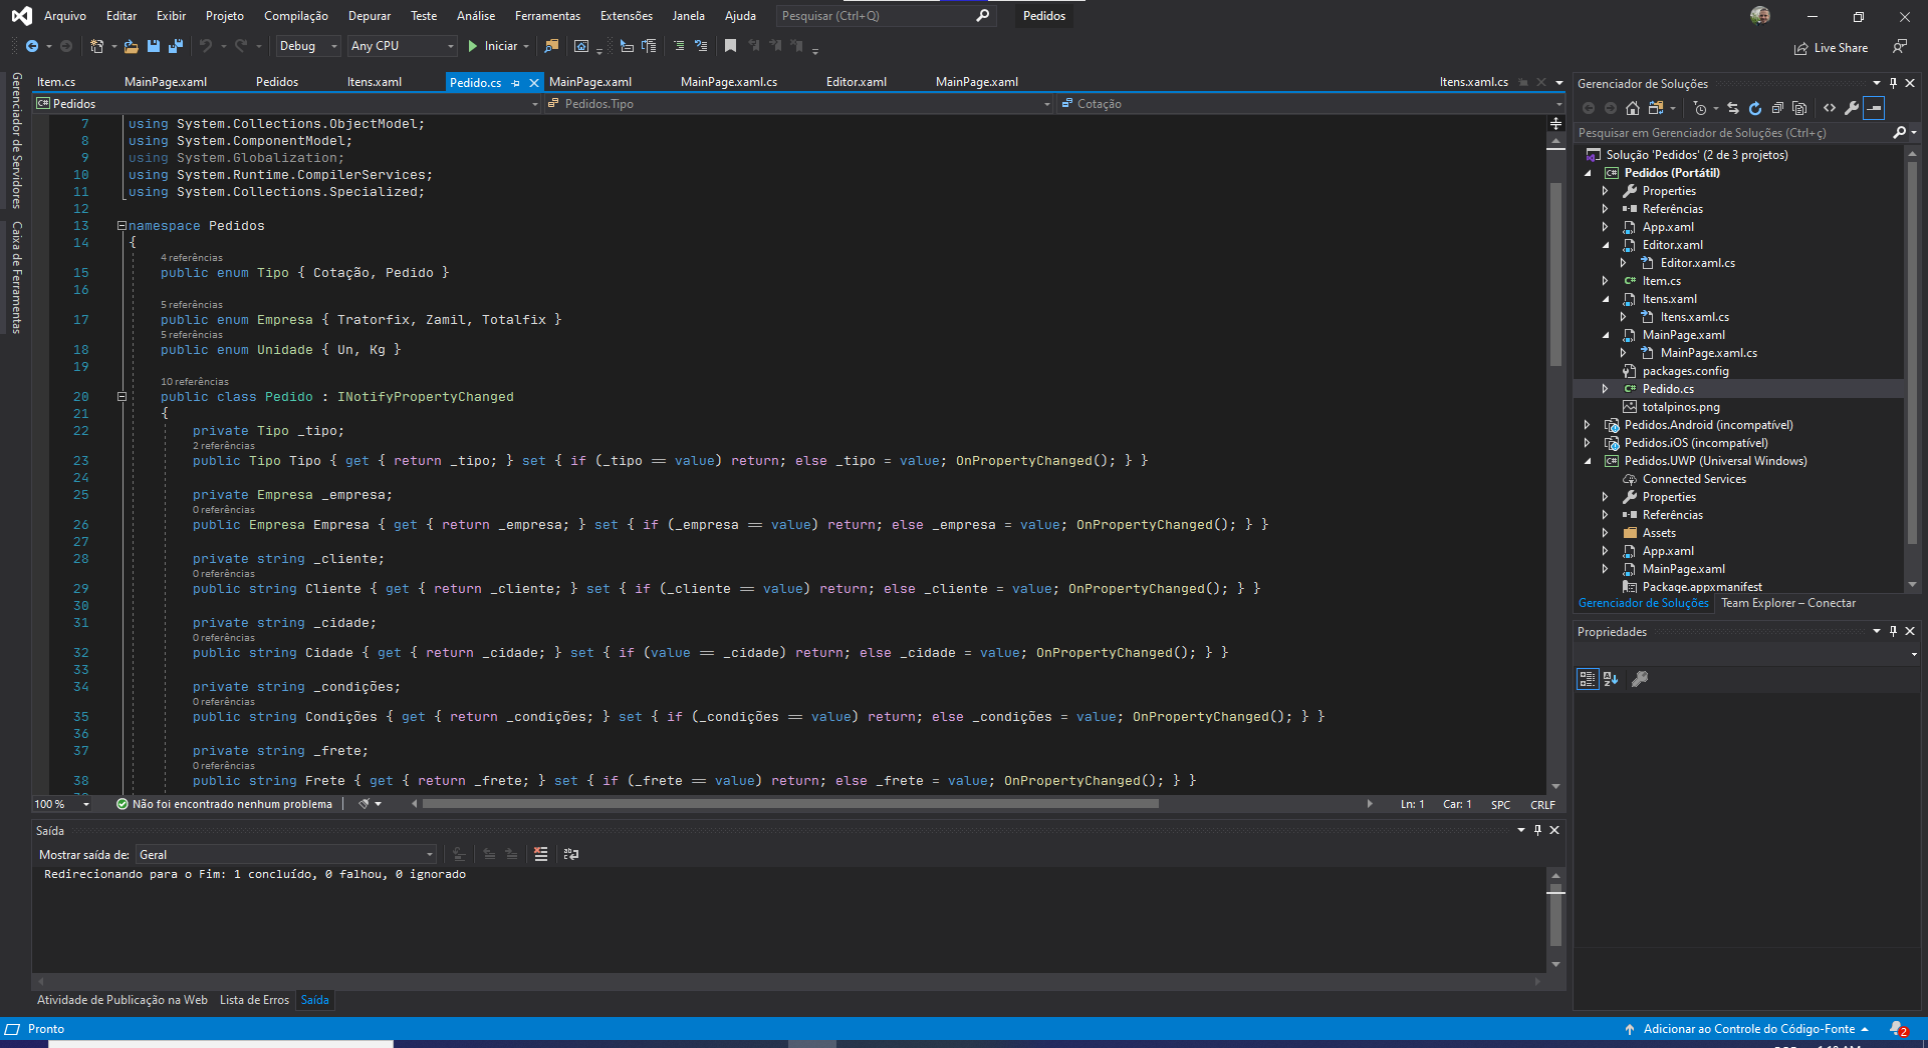 Arquivo Editar Exibir Projeto Compilação Depurar Teste Análise Ferramentas Extensões Janela Ajuda Pesquisar (Ctrl+Q) Pedidos
Debug Any CPU Iniciar Live Share
Gerenciador de Servidores
Caixa de Ferramentas
Item.cs MainPage.xaml Pedidos Itens.xaml Pedido.cs MainPage.xaml MainPage.xaml.cs Editor.xaml MainPage.xaml Itens.xaml.cs
Pedidos Pedidos.Tipo Cotação
7 using System.Collections.ObjectModel;
8 using System.ComponentModel;
9 using System.Globalization;
10 using System.Runtime.CompilerServices;
11 using System.Collections.Specialized;
12
13 namespace Pedidos
14 {
4 referências
15 public enum Tipo { Cotação, Pedido }
16
5 referências
17 public enum Empresa { Tratorfix, Zamil, Totalfix }
5 referências
18 public enum Unidade { Un, Kg }
19
10 referências
20 public class Pedido : INotifyPropertyChanged
21 {
22 private Tipo _tipo;
2 referências
23 public Tipo Tipo { get { return _tipo; } set { if (_tipo == value) return; else _tipo = value; OnPropertyChanged(); } }
24
25 private Empresa _empresa;
0 referências
26 public Empresa Empresa { get { return _empresa; } set { if (_empresa == value) return; else _empresa = value; OnPropertyChanged(); } }
27
28 private string _cliente;
0 referências
29 public string Cliente { get { return _cliente; } set { if (_cliente == value) return; else _cliente = value; OnPropertyChanged(); } }
30
31 private string _cidade;
0 referências
32 public string Cidade { get { return _cidade; } set { if (value == _cidade) return; else _cidade = value; OnPropertyChanged(); } }
33
34 private string _condições;
0 referências
35 public string Condições { get { return _condições; } set { if (_condições == value) return; else _condições = value; OnPropertyChanged(); } }
36
37 private string _frete;
0 referências
38 public string Frete { get { return _frete; } set { if (_frete == value) return; else _frete = value; OnPropertyChanged(); } }
100 % Não foi encontrado nenhum problema Ln: 1 Car: 1 SPC CRLF
Saída
Mostrar saída de: Geral
Redirecionando para o Fim: 1 concluído, 0 falhou, 0 ignorado
Atividade de Publicação na Web Lista de Erros Saída
Gerenciador de Soluções
Pesquisar em Gerenciador de Soluções (Ctrl+ç)
Solução 'Pedidos' (2 de 3 projetos)
Pedidos (Portátil)
Properties
Referências
App.xaml
Editor.xaml
Editor.xaml.cs
Item.cs
Itens.xaml
Itens.xaml.cs
MainPage.xaml
MainPage.xaml.cs
packages.config
Pedido.cs
totalpinos.png
Pedidos.Android (incompatível)
Pedidos.iOS (incompatível)
Pedidos.UWP (Universal Windows)
Connected Services
Properties
Referências
Assets
App.xaml
MainPage.xaml
Package.appxmanifest
Gerenciador de Soluções Team Explorer – Conectar
Propriedades
Pronto Adicionar ao Controle do Código-Fonte 2